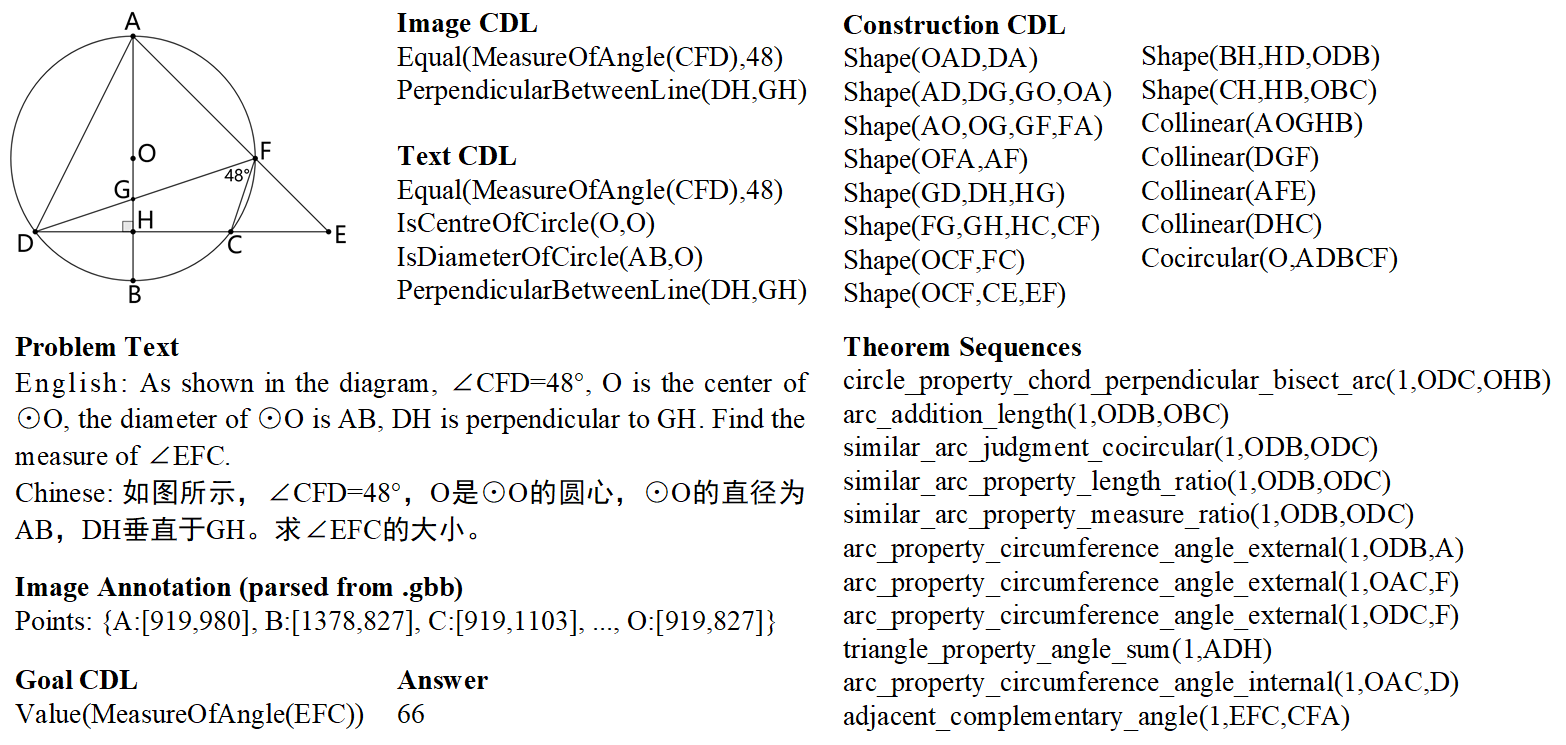 A
O
F
48°
G
H
D
C
E
B
Image CDL
Equal(MeasureOfAngle(CFD),48)
PerpendicularBetweenLine(DH,GH)
Text CDL
Equal(MeasureOfAngle(CFD),48)
IsCentreOfCircle(O,O)
IsDiameterOfCircle(AB,O)
PerpendicularBetweenLine(DH,GH)
Construction CDL
Shape(OAD,DA)
Shape(AD,DG,GO,OA)
Shape(AO,OG,GF,FA)
Shape(OFA,AF)
Shape(GD,DH,HG)
Shape(FG,GH,HC,CF)
Shape(OCF,FC)
Shape(OCF,CE,EF)
Shape(BH,HD,ODB)
Shape(CH,HB,OBC)
Collinear(AOGHB)
Collinear(DGF)
Collinear(AFE)
Collinear(DHC)
Cocircular(O,ADBCF)
Problem Text
English: As shown in the diagram, ∠CFD=48°, O is the center of
⊙O, the diameter of ⊙O is AB, DH is perpendicular to GH. Find the
measure of ∠EFC.
Chinese: 如图所示，∠CFD=48°，O是⊙O的圆心，⊙O的直径为
AB，DH垂直于GH。求∠EFC的大小。
Image Annotation (parsed from .gbb)
Points: {A:[919,980], B:[1378,827], C:[919,1103], ..., O:[919,827]}
Goal CDL
Value(MeasureOfAngle(EFC))
Answer
66
Theorem Sequences
circle_property_chord_perpendicular_bisect_arc(1,ODC,OHB)
arc_addition_length(1,ODB,OBC)
similar_arc_judgment_cocircular(1,ODB,ODC)
similar_arc_property_length_ratio(1,ODB,ODC)
similar_arc_property_measure_ratio(1,ODB,ODC)
arc_property_circumference_angle_external(1,ODB,A)
arc_property_circumference_angle_external(1,OAC,F)
arc_property_circumference_angle_external(1,ODC,F)
triangle_property_angle_sum(1,ADH)
arc_property_circumference_angle_internal(1,OAC,D)
adjacent_complementary_angle(1,EFC,CFA)